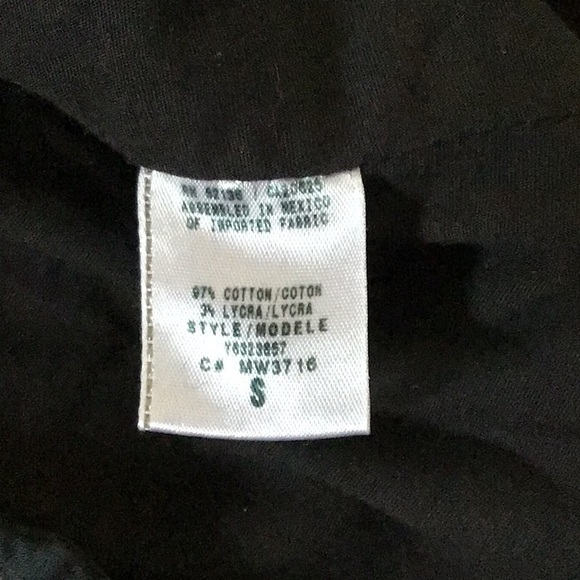 ASSEMBLED IN MEXICO
OF IMPORTED FABRIC
97% COTTON/COTON
3% LYCRA/LYCRA
STYLE/MODELE
C# MW3716
S